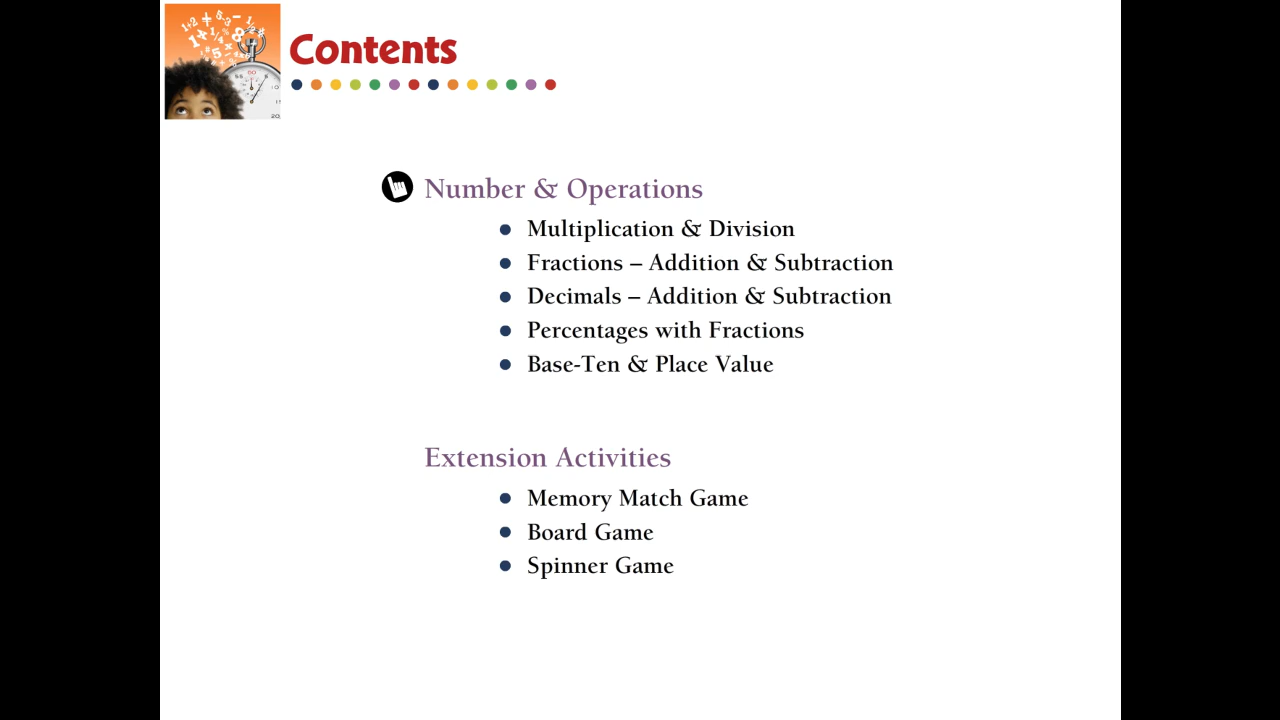 Contents
Number & Operations
Multiplication & Division
Fractions – Addition & Subtraction
Decimals – Addition & Subtraction
Percentages with Fractions
Base-Ten & Place Value
Extension Activities
Memory Match Game
Board Game
Spinner Game